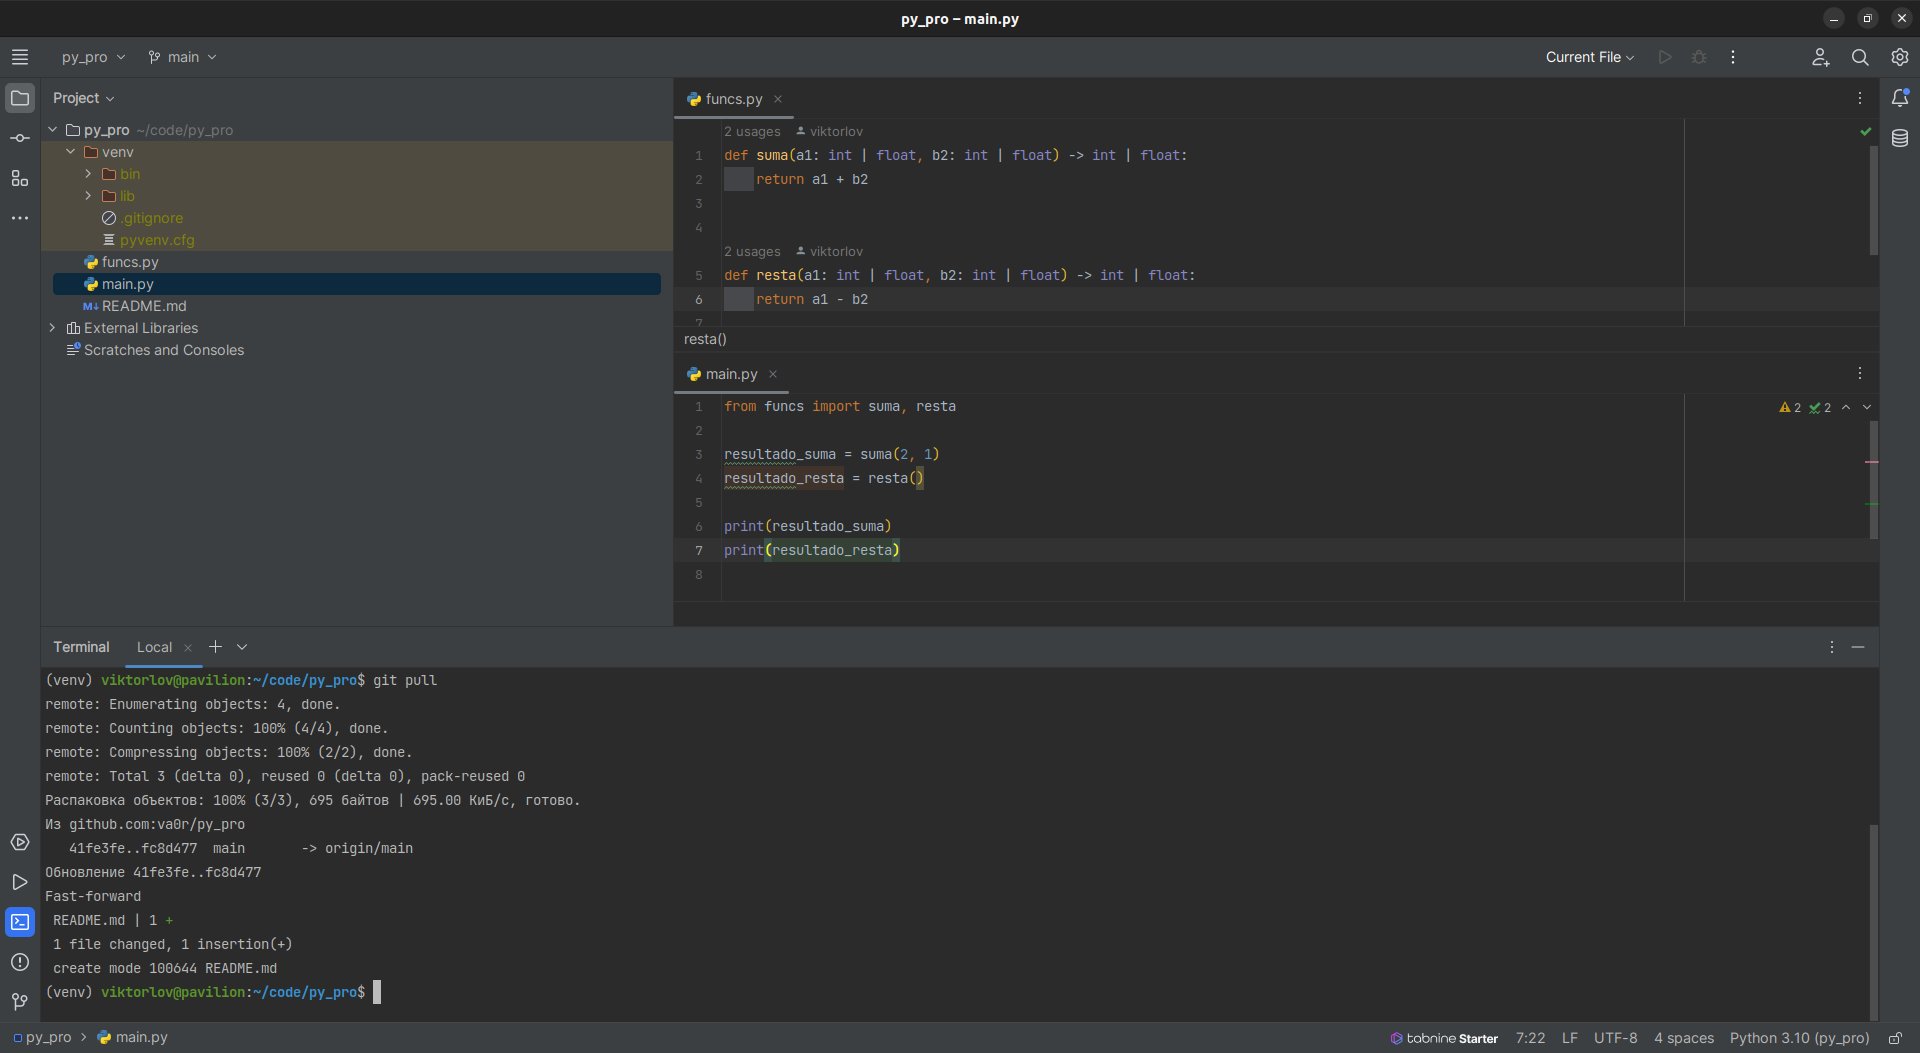 py_pro – main.py
py_pro main Current File
Project
py_pro ~/code/py_pro
venv
bin
lib
.gitignore
pyvenv.cfg
funcs.py
main.py
README.md
External Libraries
Scratches and Consoles
funcs.py
2 usages viktorlov
1 def suma(a1: int | float, b2: int | float) -> int | float:
2 return a1 + b2
3
4
2 usages viktorlov
5 def resta(a1: int | float, b2: int | float) -> int | float:
6 return a1 - b2
7
resta()
main.py
1 from funcs import suma, resta
2
3 resultado_suma = suma(2, 1)
4 resultado_resta = resta()
5
6 print(resultado_suma)
7 print(resultado_resta)
8
2 2
Terminal Local
(venv) viktorlov@pavilion:~/code/py_pro$ git pull
remote: Enumerating objects: 4, done.
remote: Counting objects: 100% (4/4), done.
remote: Compressing objects: 100% (2/2), done.
remote: Total 3 (delta 0), reused 0 (delta 0), pack-reused 0
Распаковка объектов: 100% (3/3), 695 байтов | 695.00 КиБ/с, готово.
Из github.com:va0r/py_pro
41fe3fe..fc8d477 main -> origin/main
Обновление 41fe3fe..fc8d477
Fast-forward
README.md | 1 +
1 file changed, 1 insertion(+)
create mode 100644 README.md
(venv) viktorlov@pavilion:~/code/py_pro$
py_pro > main.py
tabnine Starter 7:22 LF UTF-8 4 spaces Python 3.10 (py_pro)